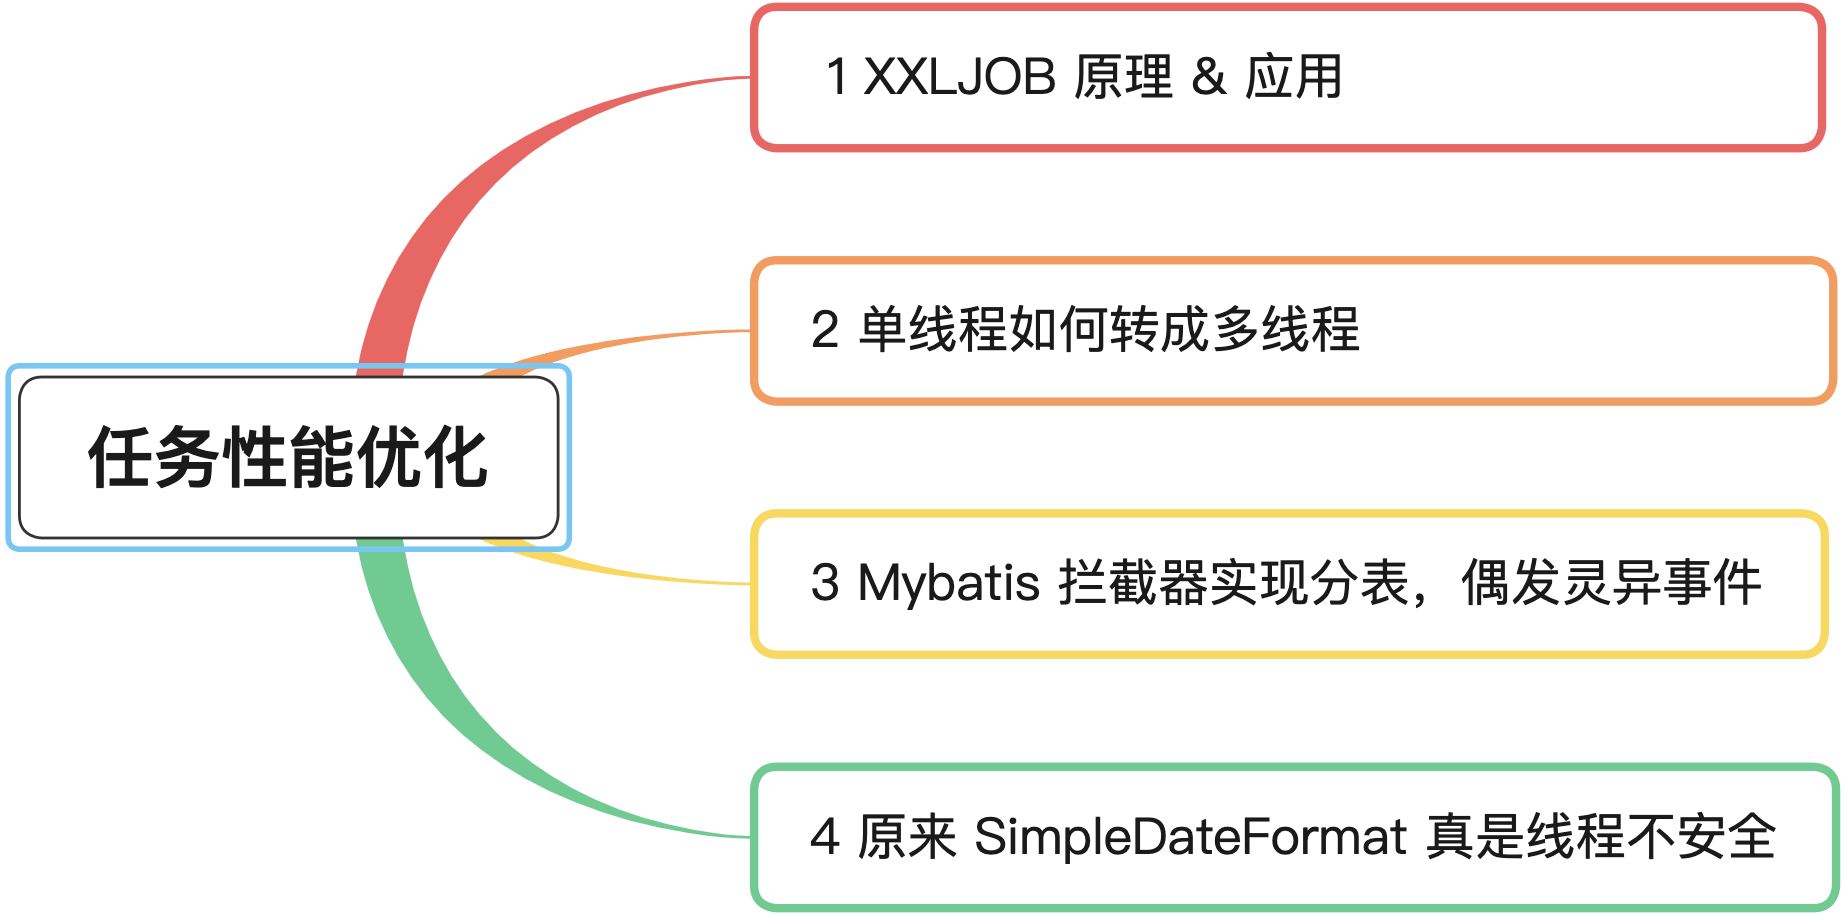 1 XXLJOB 原理 & 应用
2 单线程如何转成多线程
任务性能优化
3 Mybatis 拦截器实现分表，偶发灵异事件
4 原来 SimpleDateFormat 真是线程不安全